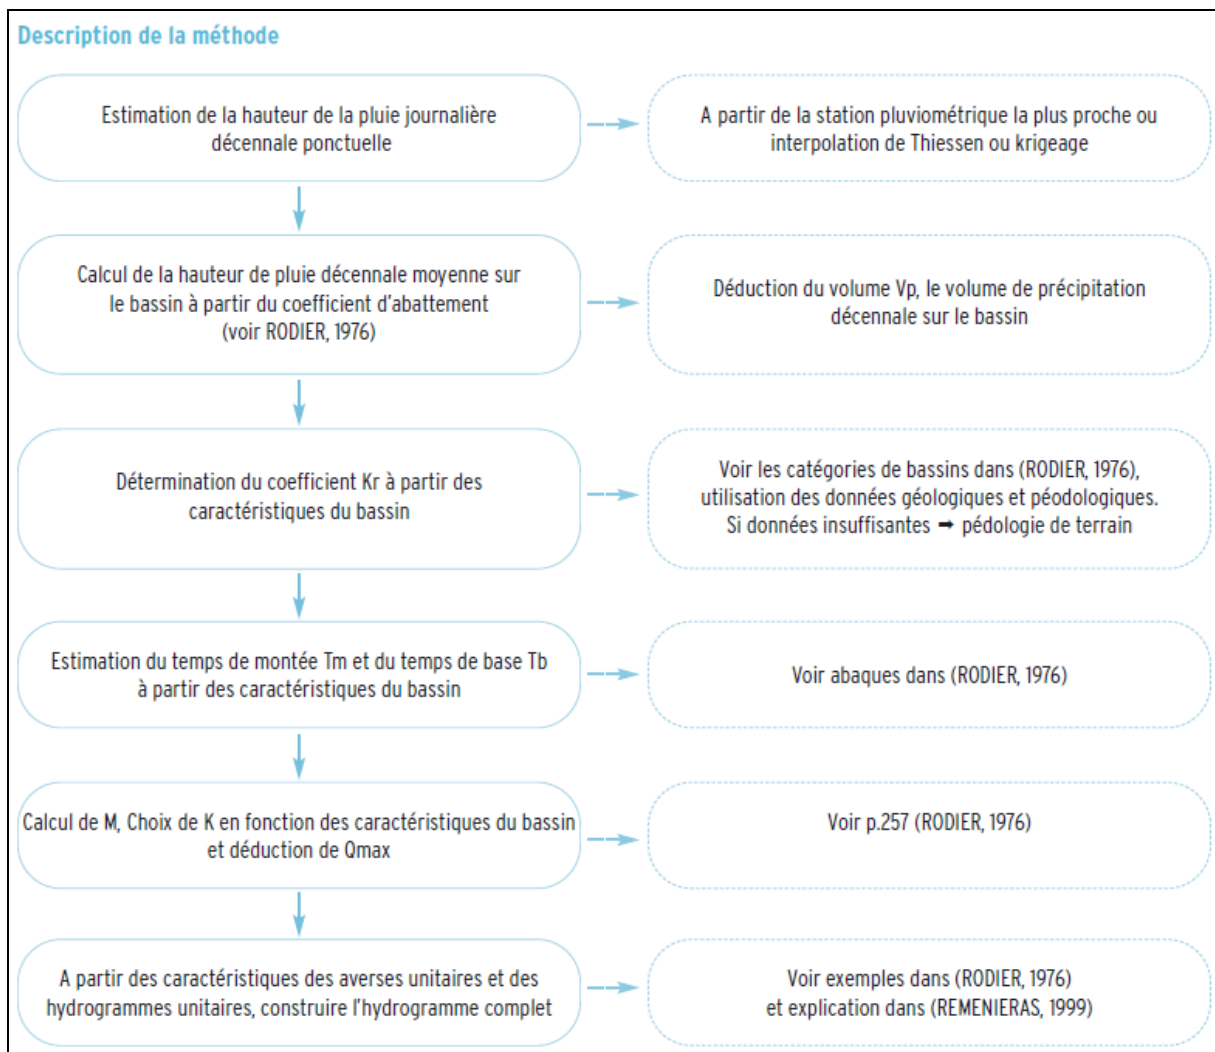 Description de la méthode
Estimation de la hauteur de la pluie journalière
décennale ponctuelle
A partir de la station pluviométrique la plus proche ou
interpolation de Thiessen ou krigeage
Calcul de la hauteur de pluie décennale moyenne sur
le bassin à partir du coefficient d'abattement
(voir RODIER, 1976)
Déduction du volume Vp, le volume de précipitation
décennale sur le bassin
Détermination du coefficient Kr à partir des
caractéristiques du bassin
Voir les catégories de bassins dans (RODIER, 1976),
utilisation des données géologiques et péodologiques.
Si données insuffisantes ➡ pédologie de terrain
Estimation du temps de montée Tm et du temps de base Tb
à partir des caractéristiques du bassin
Voir abaques dans (RODIER, 1976)
Calcul de M, Choix de K en fonction des caractéristiques du bassin
et déduction de Qmax
Voir p.257 (RODIER, 1976)
A partir des caractéristiques des averses unitaires et des
hydrogrammes unitaires, construire l'hydrogramme complet
Voir exemples dans (RODIER, 1976)
et explication dans (REMENIERAS, 1999)